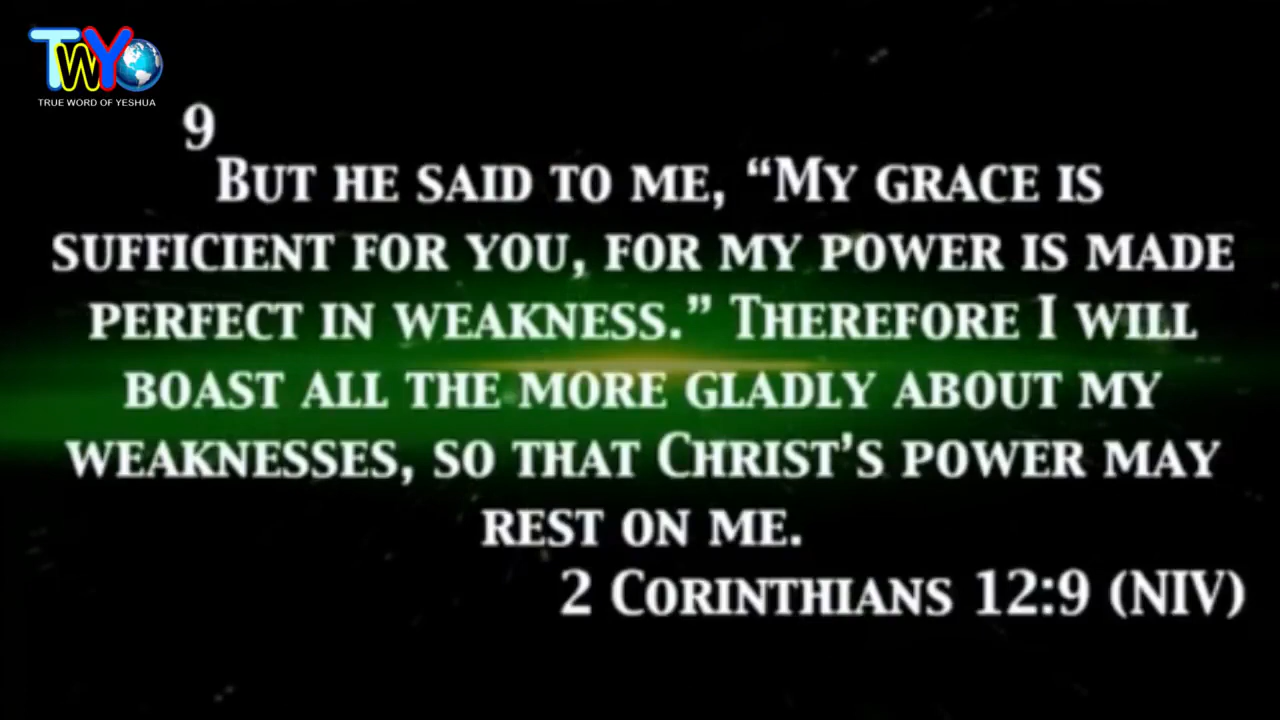 TWY
TRUE WORD OF YESHUA
9
But he said to me, “My grace is
sufficient for you, for my power is made
perfect in weakness.” Therefore I will
boast all the more gladly about my
weaknesses, so that Christ’s power may
rest on me.
2 Corinthians 12:9 (NIV)